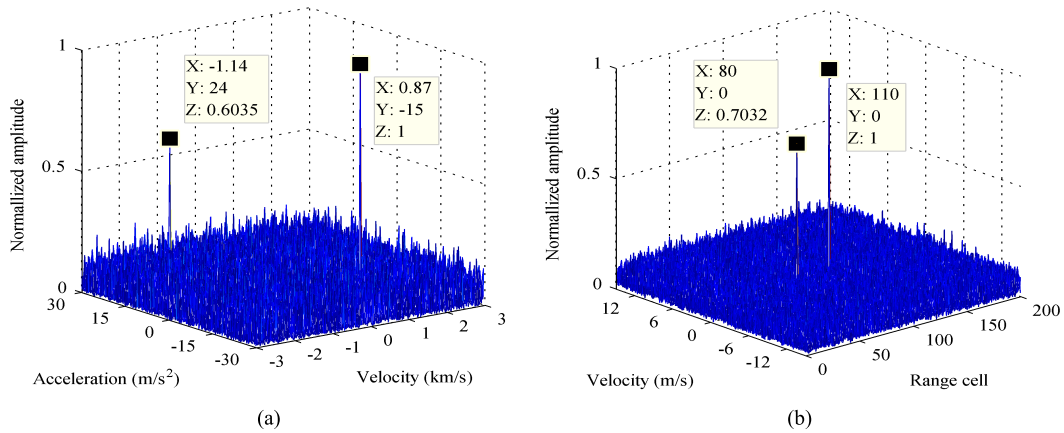 Normallized amplitude
1
0.5
0
X: -1.14
Y: 24
Z: 0.6035
X: 0.87
Y: -15
Z: 1
30
15
0
-15
-30
Acceleration (m/s²)
-3
-2
-1
0
1
2
3
Velocity (km/s)
(a)
Normallized amplitude
1
0.5
0
X: 80
Y: 0
Z: 0.7032
X: 110
Y: 0
Z: 1
12
6
0
-6
-12
Velocity (m/s)
0
50
100
150
200
Range cell
(b)